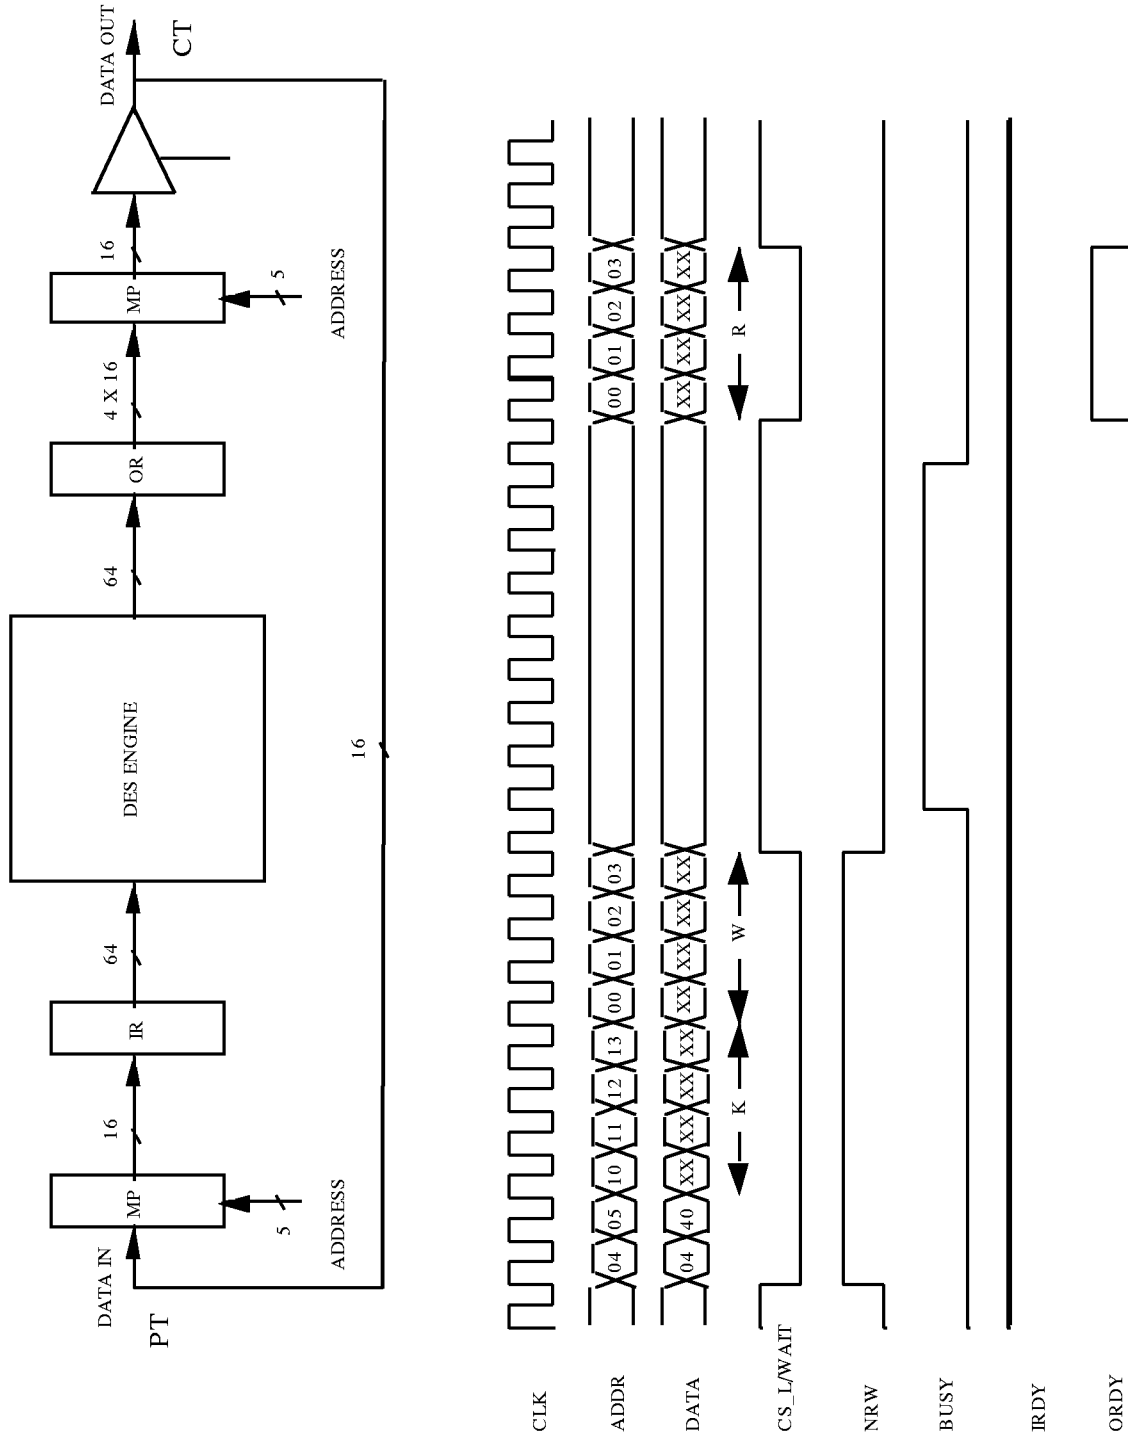 DATA IN
PT
MP
5
ADDRESS
16
IR
64
DES ENGINE
64
OR
4 X 16
MP
5
ADDRESS
16
DATA OUT
CT
16
CLK
ADDR
04 05 10 11 12 13 00 01 02 03 00 01 02 03
DATA
04 40 XX XX XX XX XX XX XX XX XX XX XX XX
K W R
CS_L/WAIT
NRW
BUSY
IRDY
ORDY